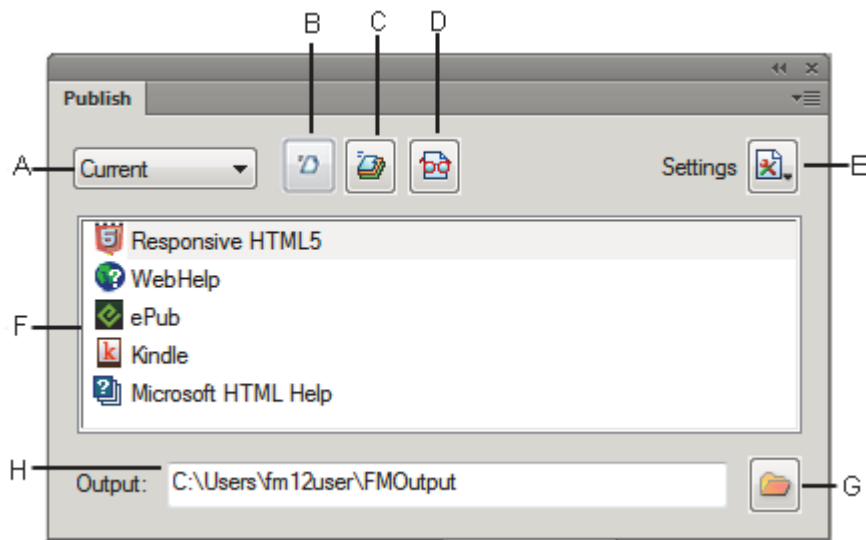 B C D
Publish
A Current Settings E
Responsive HTML5
WebHelp
F ePub
Kindle
Microsoft HTML Help
H Output: C:\Users\fm12user\FMOutput G